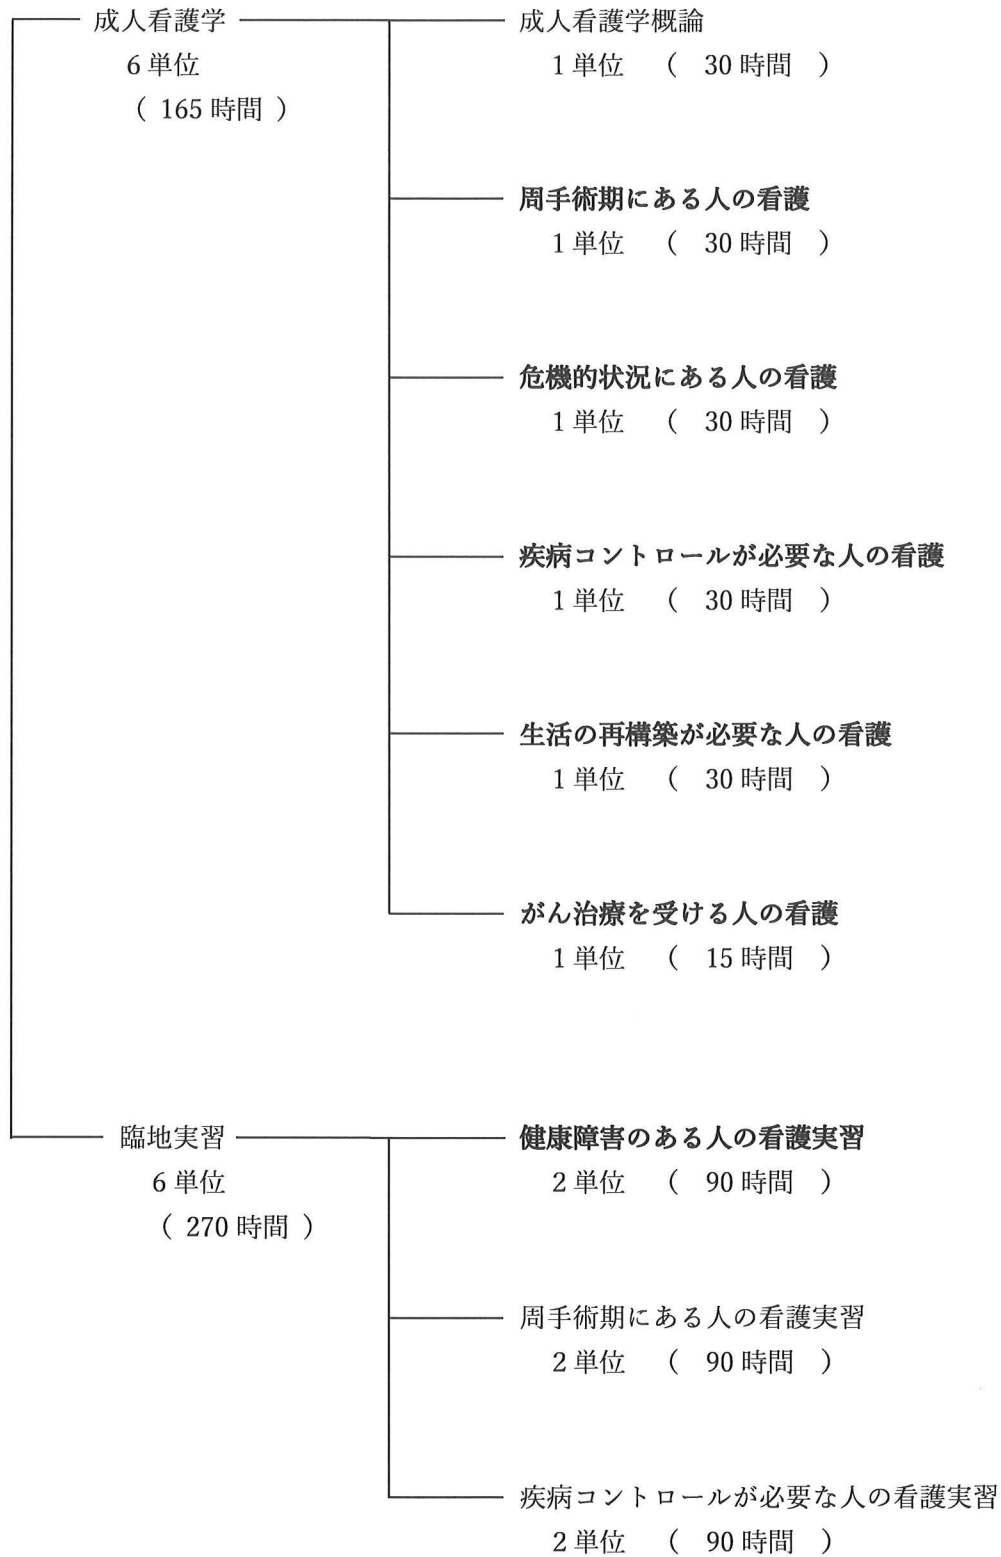 成人看護学
6単位
( 165時間 )
成人看護学概論
1単位 ( 30時間 )
周手術期にある人の看護
1単位 ( 30時間 )
危機的状況にある人の看護
1単位 ( 30時間 )
疾病コントロールが必要な人の看護
1単位 ( 30時間 )
生活の再構築が必要な人の看護
1単位 ( 30時間 )
がん治療を受ける人の看護
1単位 ( 15時間 )
臨地実習
6単位
( 270時間 )
健康障害のある人の看護実習
2単位 ( 90時間 )
周手術期にある人の看護実習
2単位 ( 90時間 )
疾病コントロールが必要な人の看護実習
2単位 ( 90時間 )